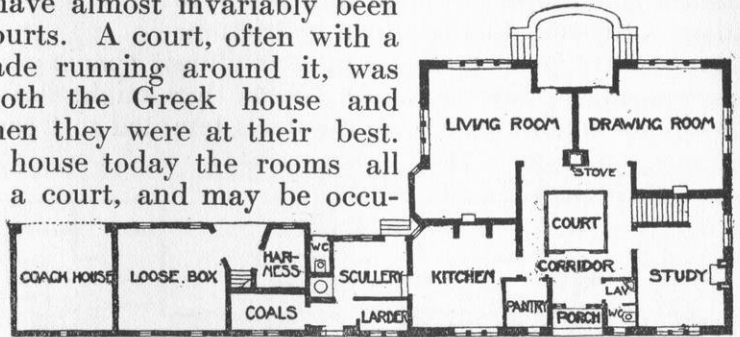 have almost invariably been
ourts. A court, often with a
ade running around it, was
oth the Greek house and
hen they were at their best.
house today the rooms all
a court, and may be occu-
LIVING ROOM
DRAWING ROOM
STOVE
COURT
CORRIDOR
STUDY
LAV
WC
PORCH
PANTRY
KITCHEN
SCULLERY
LARDER
WC
HAR-
NESS
COALS
LOOSE BOX
COACH HOUSE